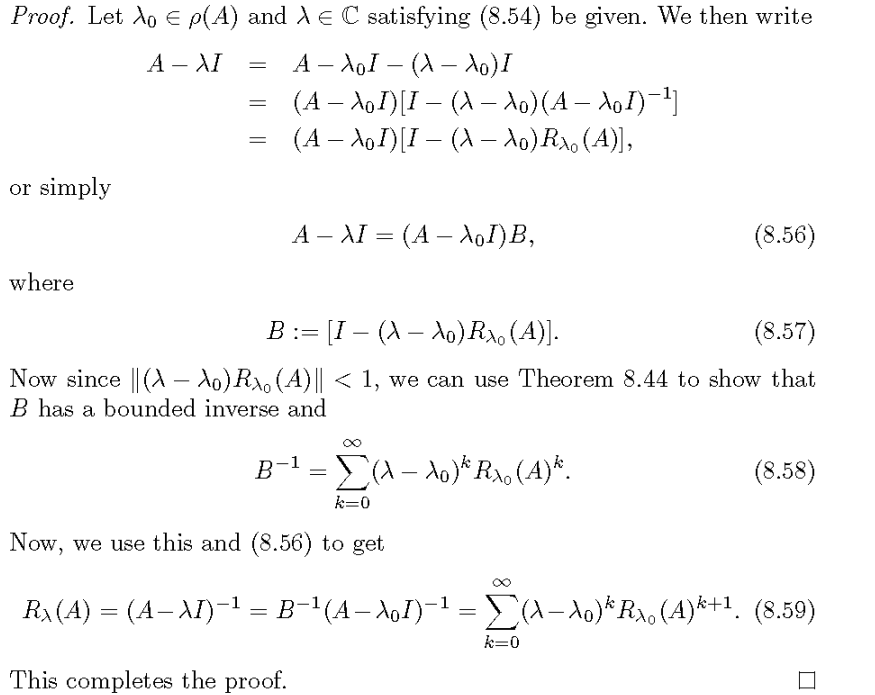 Proof. Let λ₀ ∈ ρ(A) and λ ∈ ℂ satisfying (8.54) be given. We then write
A − λI = A − λ₀I − (λ − λ₀)I
= (A − λ₀I)[I − (λ − λ₀)(A − λ₀I)⁻¹]
= (A − λ₀I)[I − (λ − λ₀)R_{λ₀}(A)],
or simply
A − λI = (A − λ₀I)B, (8.56)
where
B := [I − (λ − λ₀)R_{λ₀}(A)]. (8.57)
Now since ‖(λ − λ₀)R_{λ₀}(A)‖ < 1, we can use Theorem 8.44 to show that
B has a bounded inverse and
B⁻¹ = ∑_{k=0}^{∞} (λ − λ₀)^k R_{λ₀}(A)^k. (8.58)
Now, we use this and (8.56) to get
R_λ(A) = (A−λI)⁻¹ = B⁻¹(A−λ₀I)⁻¹ = ∑_{k=0}^{∞} (λ−λ₀)^k R_{λ₀}(A)^{k+1}. (8.59)
This completes the proof. □